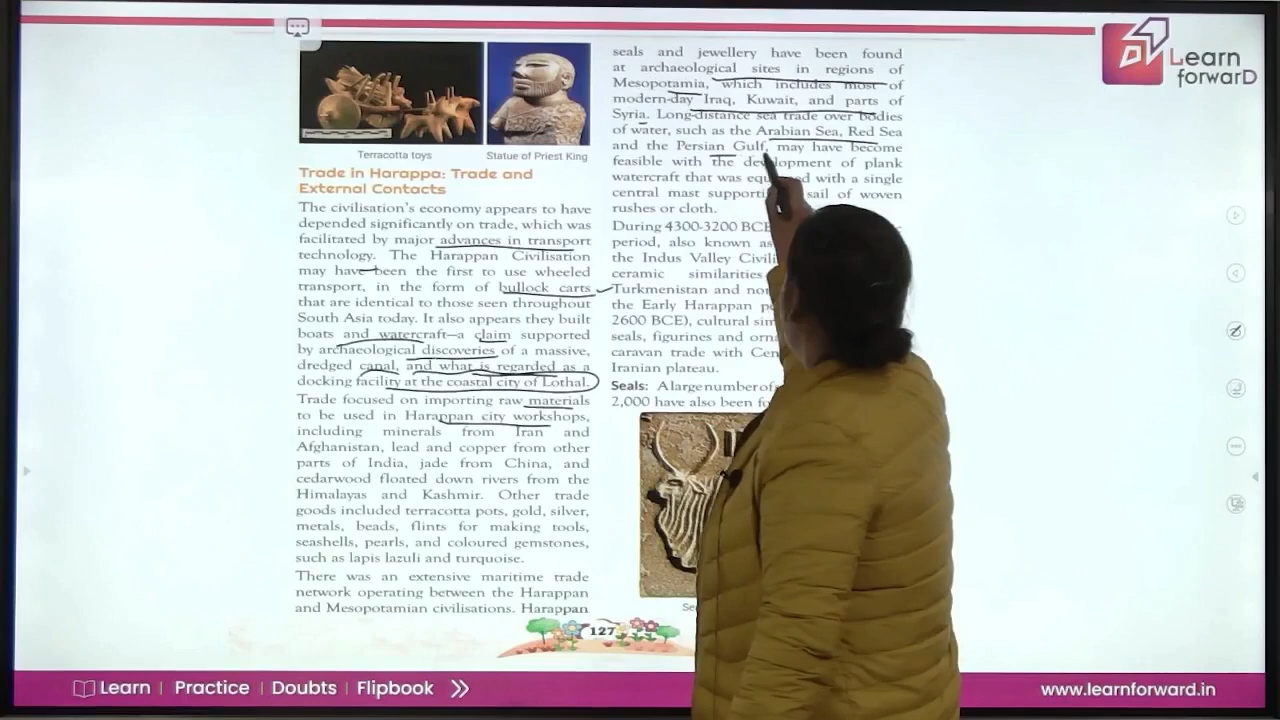 Learn
forwarD
Terracotta toys
Statue of Priest King
Trade in Harappa: Trade and
External Contacts
The civilisation's economy appears to have
depended significantly on trade, which was
facilitated by major advances in transport
technology. The Harappan Civilisation
may have been the first to use wheeled
transport, in the form of bullock carts
that are identical to those seen throughout
South Asia today. It also appears they built
boats and watercraft—a claim supported
by archaeological discoveries of a massive,
dredged canal, and what is regarded as a
docking facility at the coastal city of Lothal.
Trade focused on importing raw materials
to be used in Harappan city workshops,
including minerals from Iran and
Afghanistan, lead and copper from other
parts of India, jade from China, and
cedarwood floated down rivers from the
Himalayas and Kashmir. Other trade
goods included terracotta pots, gold, silver,
metals, beads, flints for making tools,
seashells, pearls, and coloured gemstones,
such as lapis lazuli and turquoise.
There was an extensive maritime trade
network operating between the Harappan
and Mesopotamian civilisations. Harappan
seals and jewellery have been found
at archaeological sites in regions of
Mesopotamia, which includes most of
modern-day Iraq, Kuwait, and parts of
Syria. Long-distance sea trade over bodies
of water, such as the Arabian Sea, Red Sea
and the Persian Gulf, may have become
feasible with the development of plank
watercraft that was with a single
central mast sail of woven
rushes or cloth.
During 4300-3200 BCE
period, also known as
the Indus Valley
ceramic similarities
Turkmenistan and
the Early Harappan
2600 BCE), cultural
seals, figurines and
caravan trade with
Iranian plateau.
Seals: A large number of
2,000 have also been
127
Learn | Practice | Doubts | Flipbook
www.learnforward.in